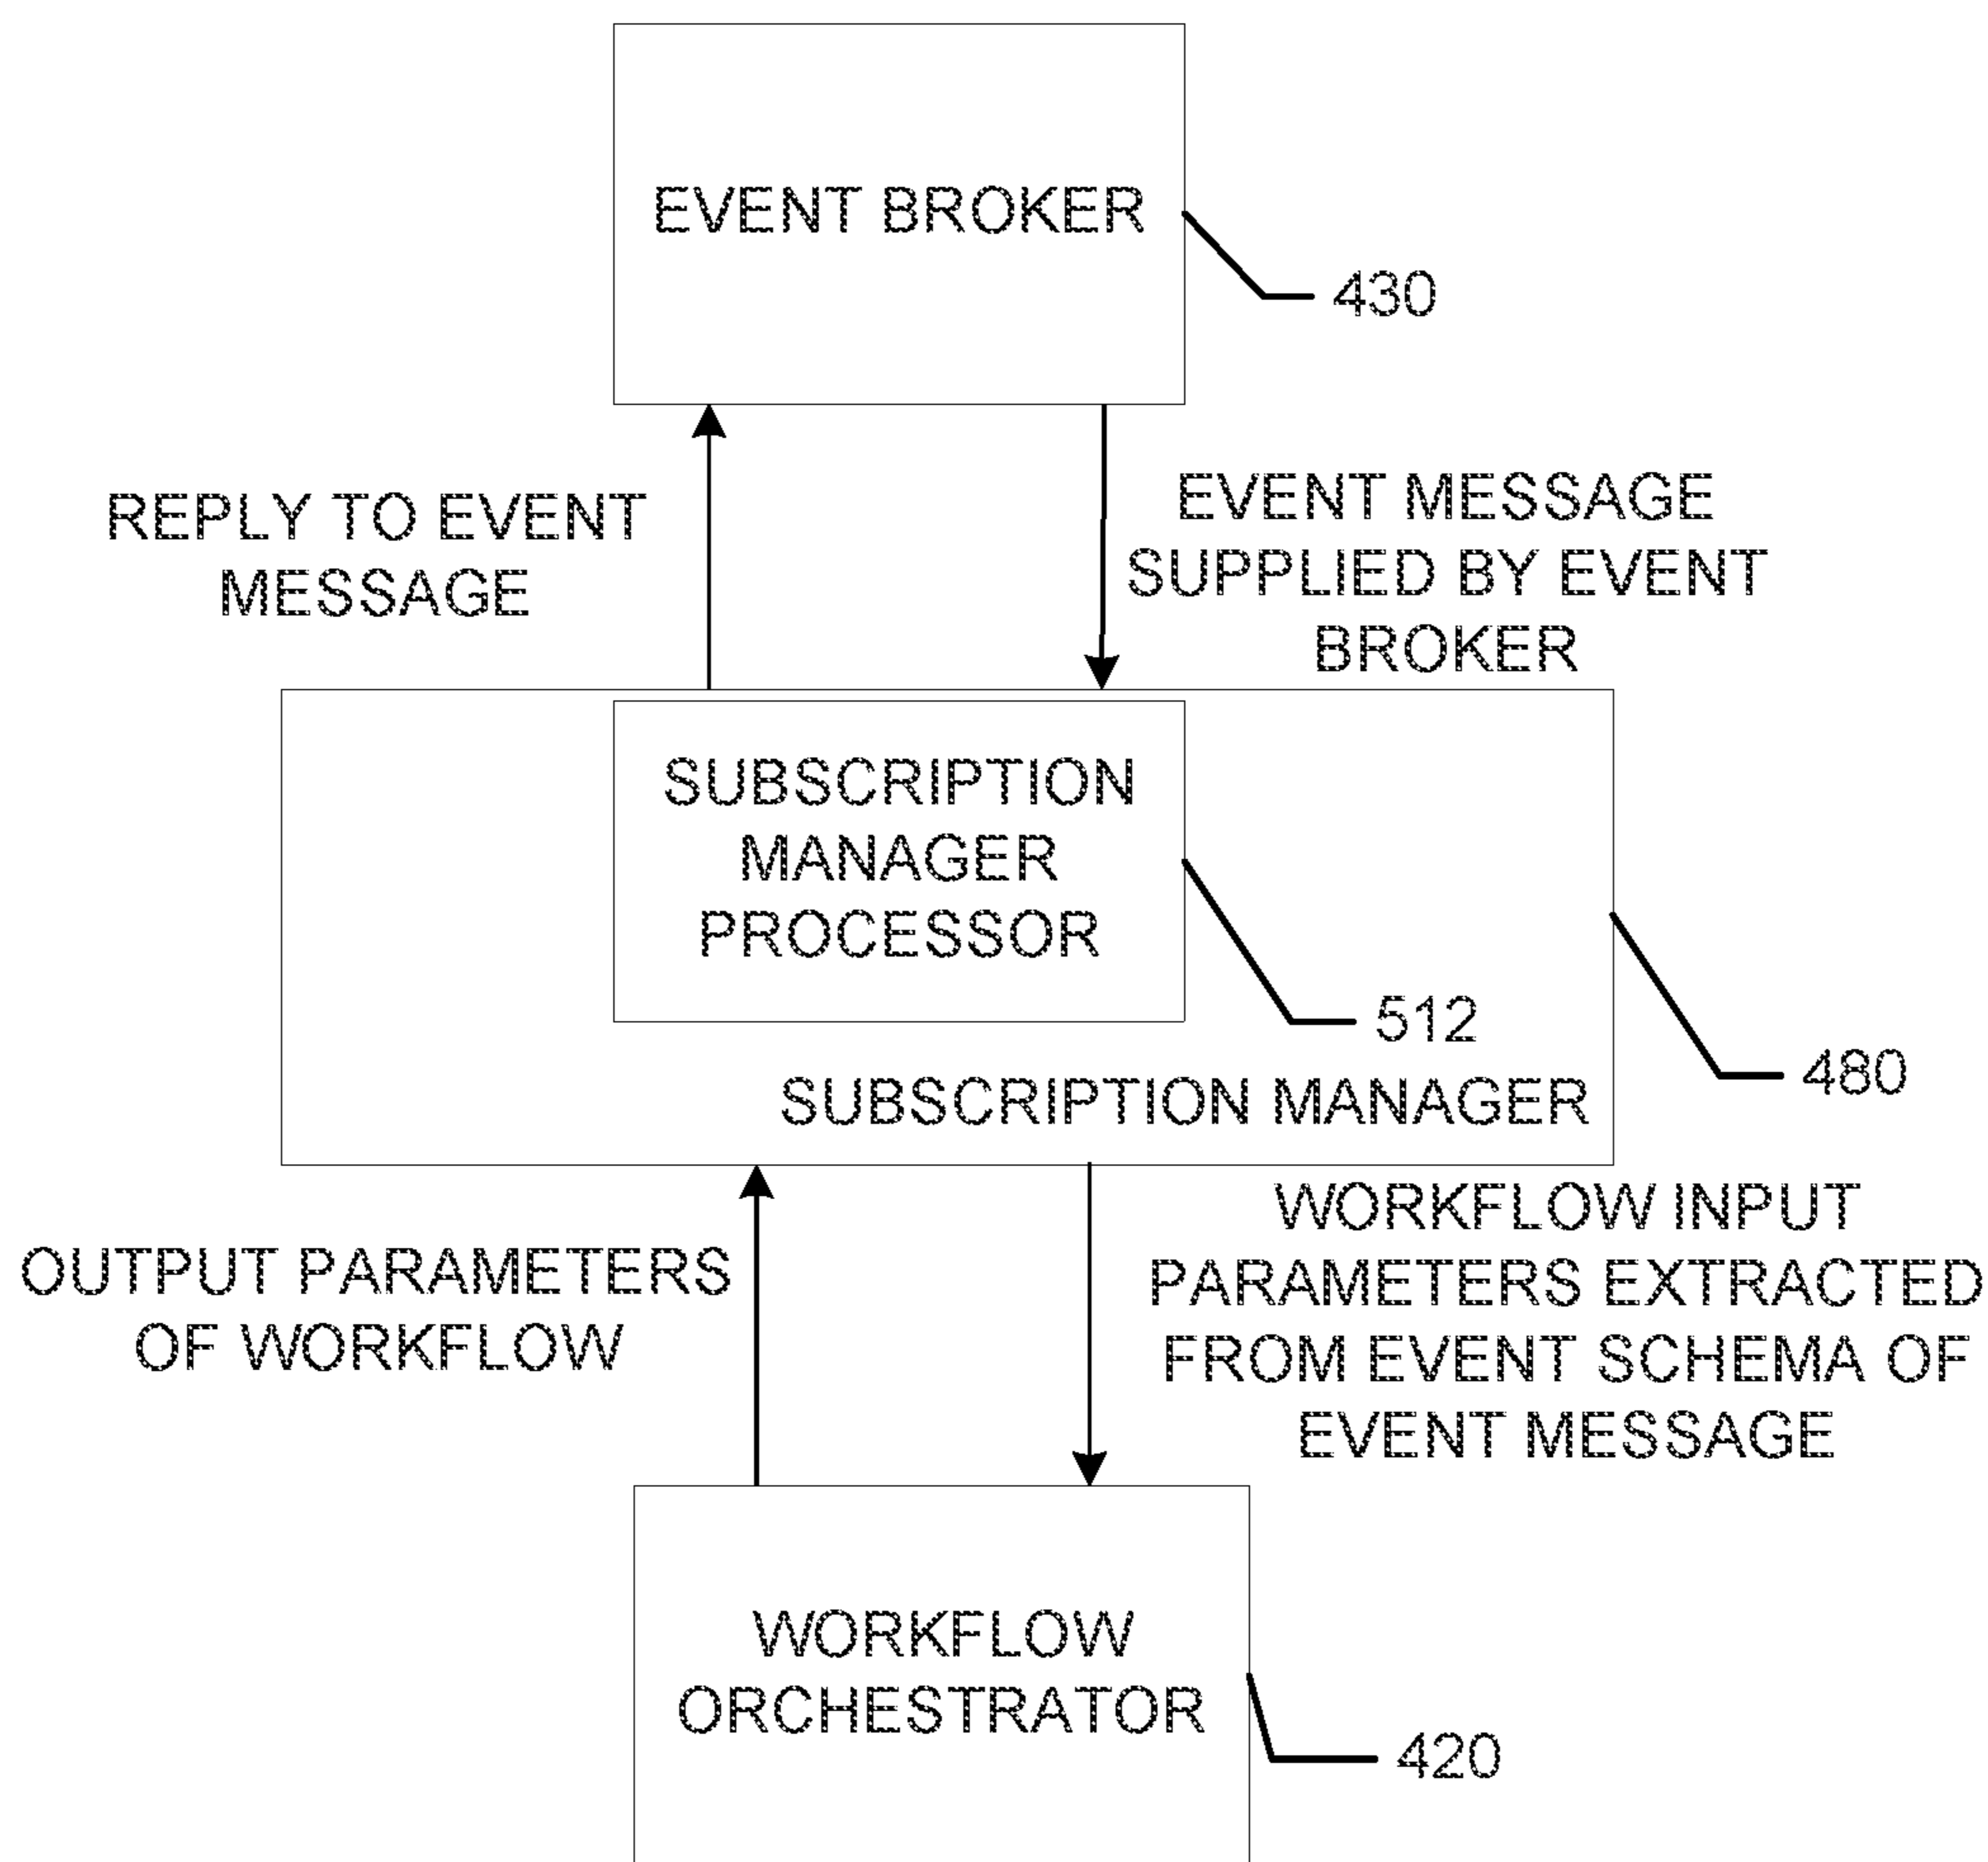 EVENT BROKER
430
REPLY TO EVENT
MESSAGE
EVENT MESSAGE
SUPPLIED BY EVENT
BROKER
SUBSCRIPTION
MANAGER
PROCESSOR
512
SUBSCRIPTION MANAGER
480
OUTPUT PARAMETERS
OF WORKFLOW
WORKFLOW INPUT
PARAMETERS EXTRACTED
FROM EVENT SCHEMA OF
EVENT MESSAGE
WORKFLOW
ORCHESTRATOR
420